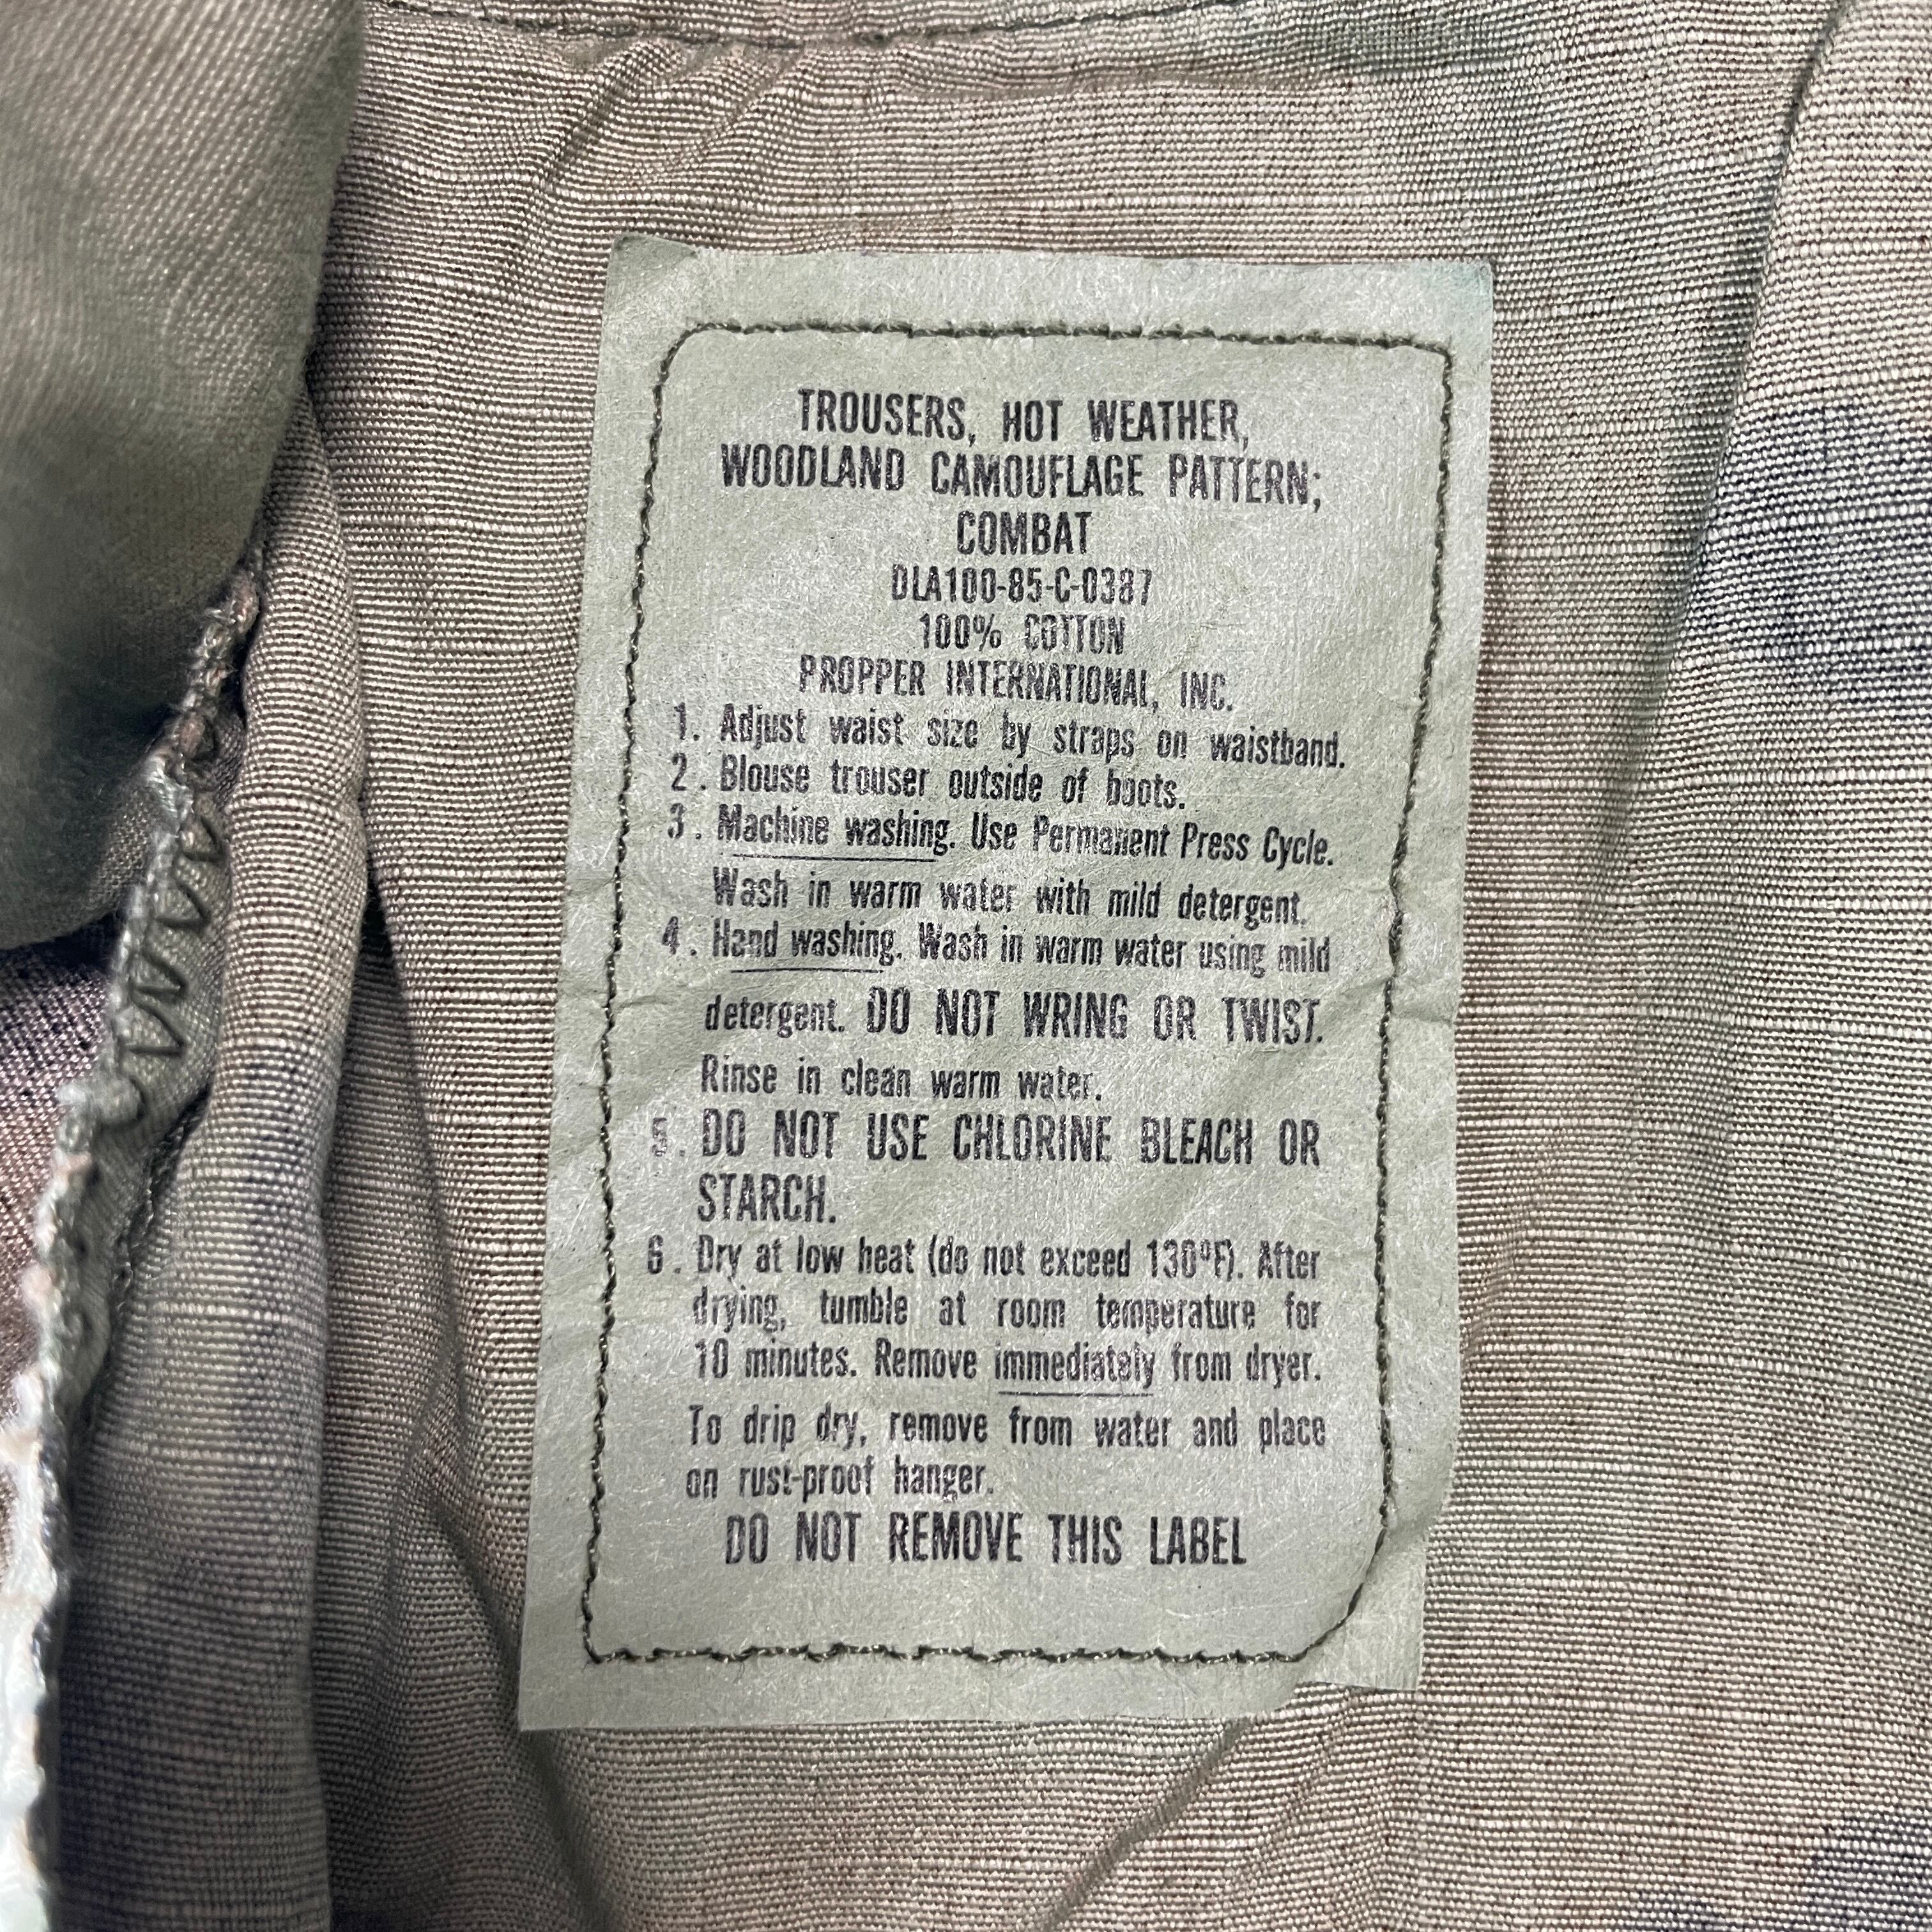 TROUSERS, HOT WEATHER,
WOODLAND CAMOUFLAGE PATTERN;
COMBAT
DLA100-85-C-0387
100% COTTON
PROPPER INTERNATIONAL, INC.
1. Adjust waist size by straps on waistband.
2. Blouse trouser outside of boots.
3. Machine washing. Use Permanent Press Cycle.
Wash in warm water with mild detergent.
4. Hand washing. Wash in warm water using mild
detergent. DO NOT WRING OR TWIST.
Rinse in clean warm water.
5. DO NOT USE CHLORINE BLEACH OR
STARCH.
6. Dry at low heat (do not exceed 130ºF). After
drying, tumble at room temperature for
10 minutes. Remove immediately from dryer.
To drip dry, remove from water and place
on rust-proof hanger.
DO NOT REMOVE THIS LABEL